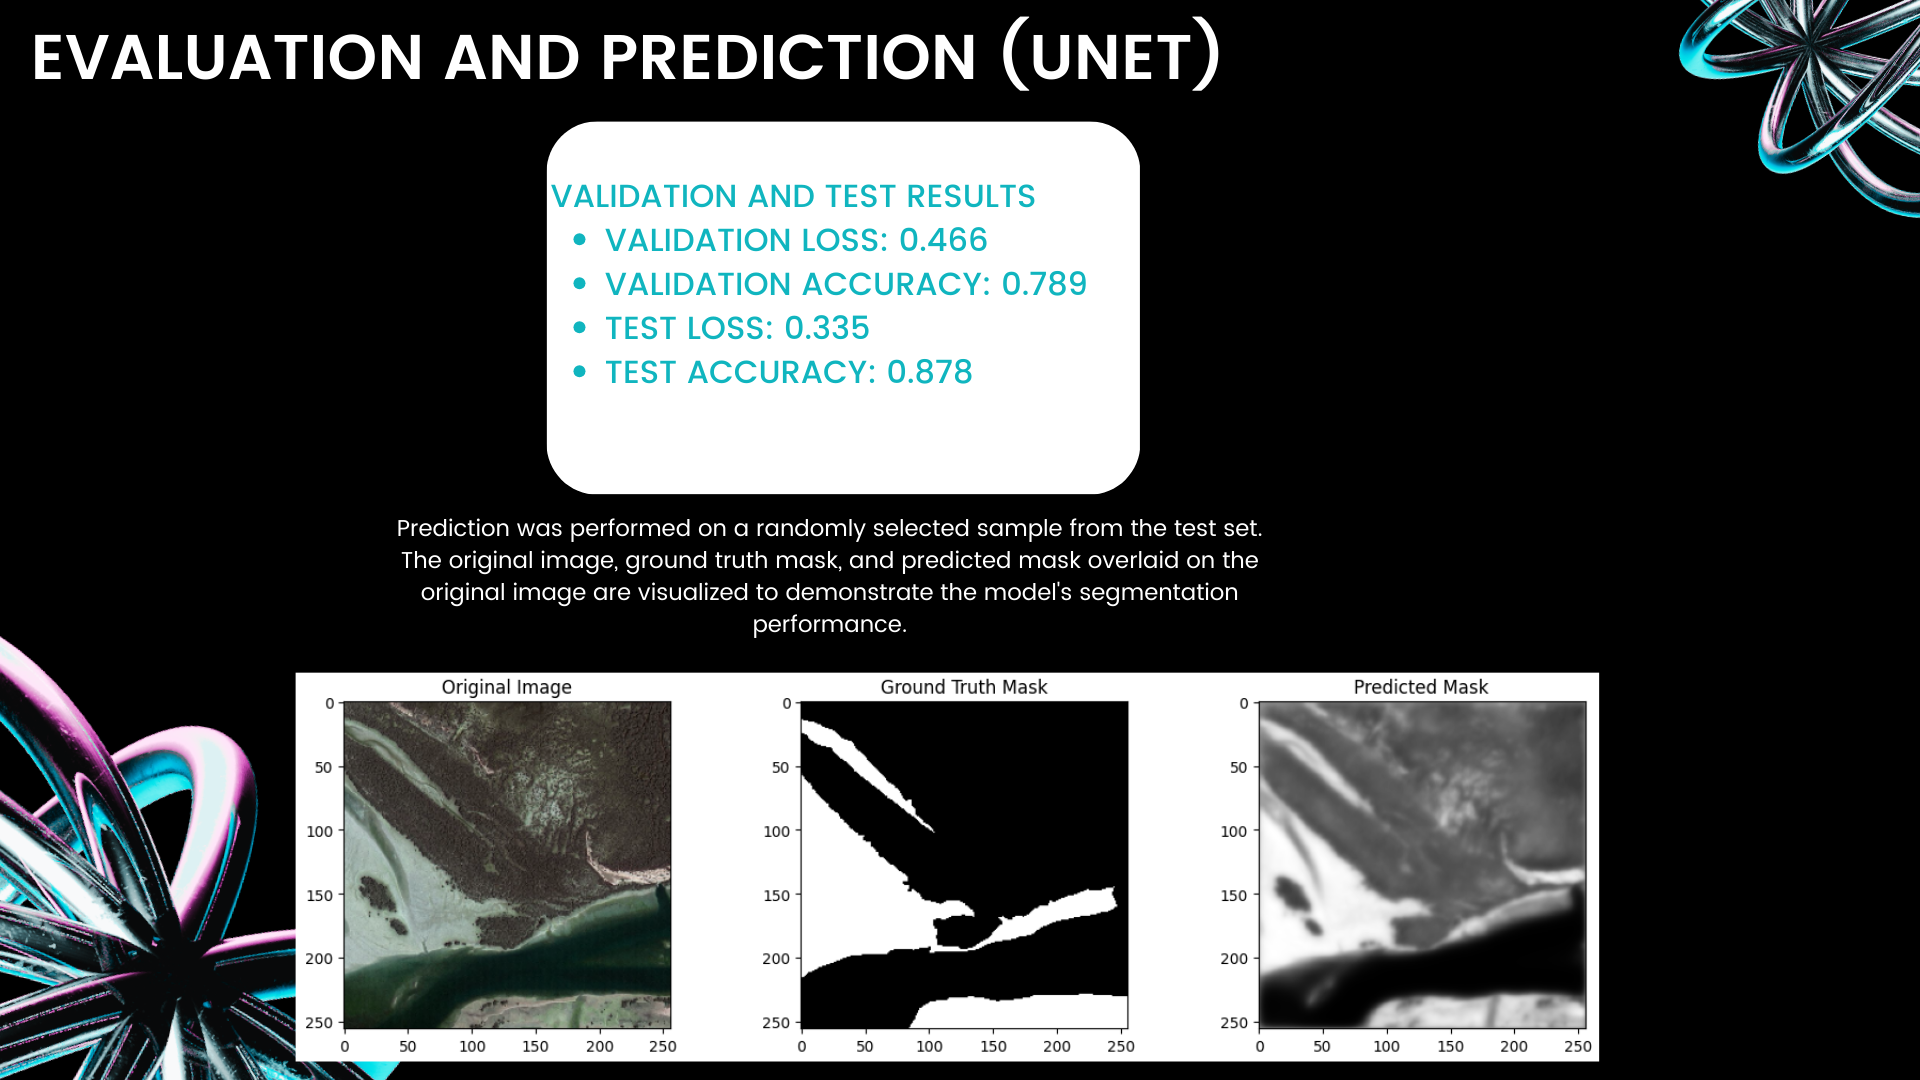 EVALUATION AND PREDICTION (UNET)
VALIDATION AND TEST RESULTS
• VALIDATION LOSS: 0.466
• VALIDATION ACCURACY: 0.789
• TEST LOSS: 0.335
• TEST ACCURACY: 0.878
Prediction was performed on a randomly selected sample from the test set.
The original image, ground truth mask, and predicted mask overlaid on the
original image are visualized to demonstrate the model's segmentation
performance.
Original Image
0
50
100
150
200
250
0 50 100 150 200 250
Ground Truth Mask
0
50
100
150
200
250
0 50 100 150 200 250
Predicted Mask
0
50
100
150
200
250
0 50 100 150 200 250